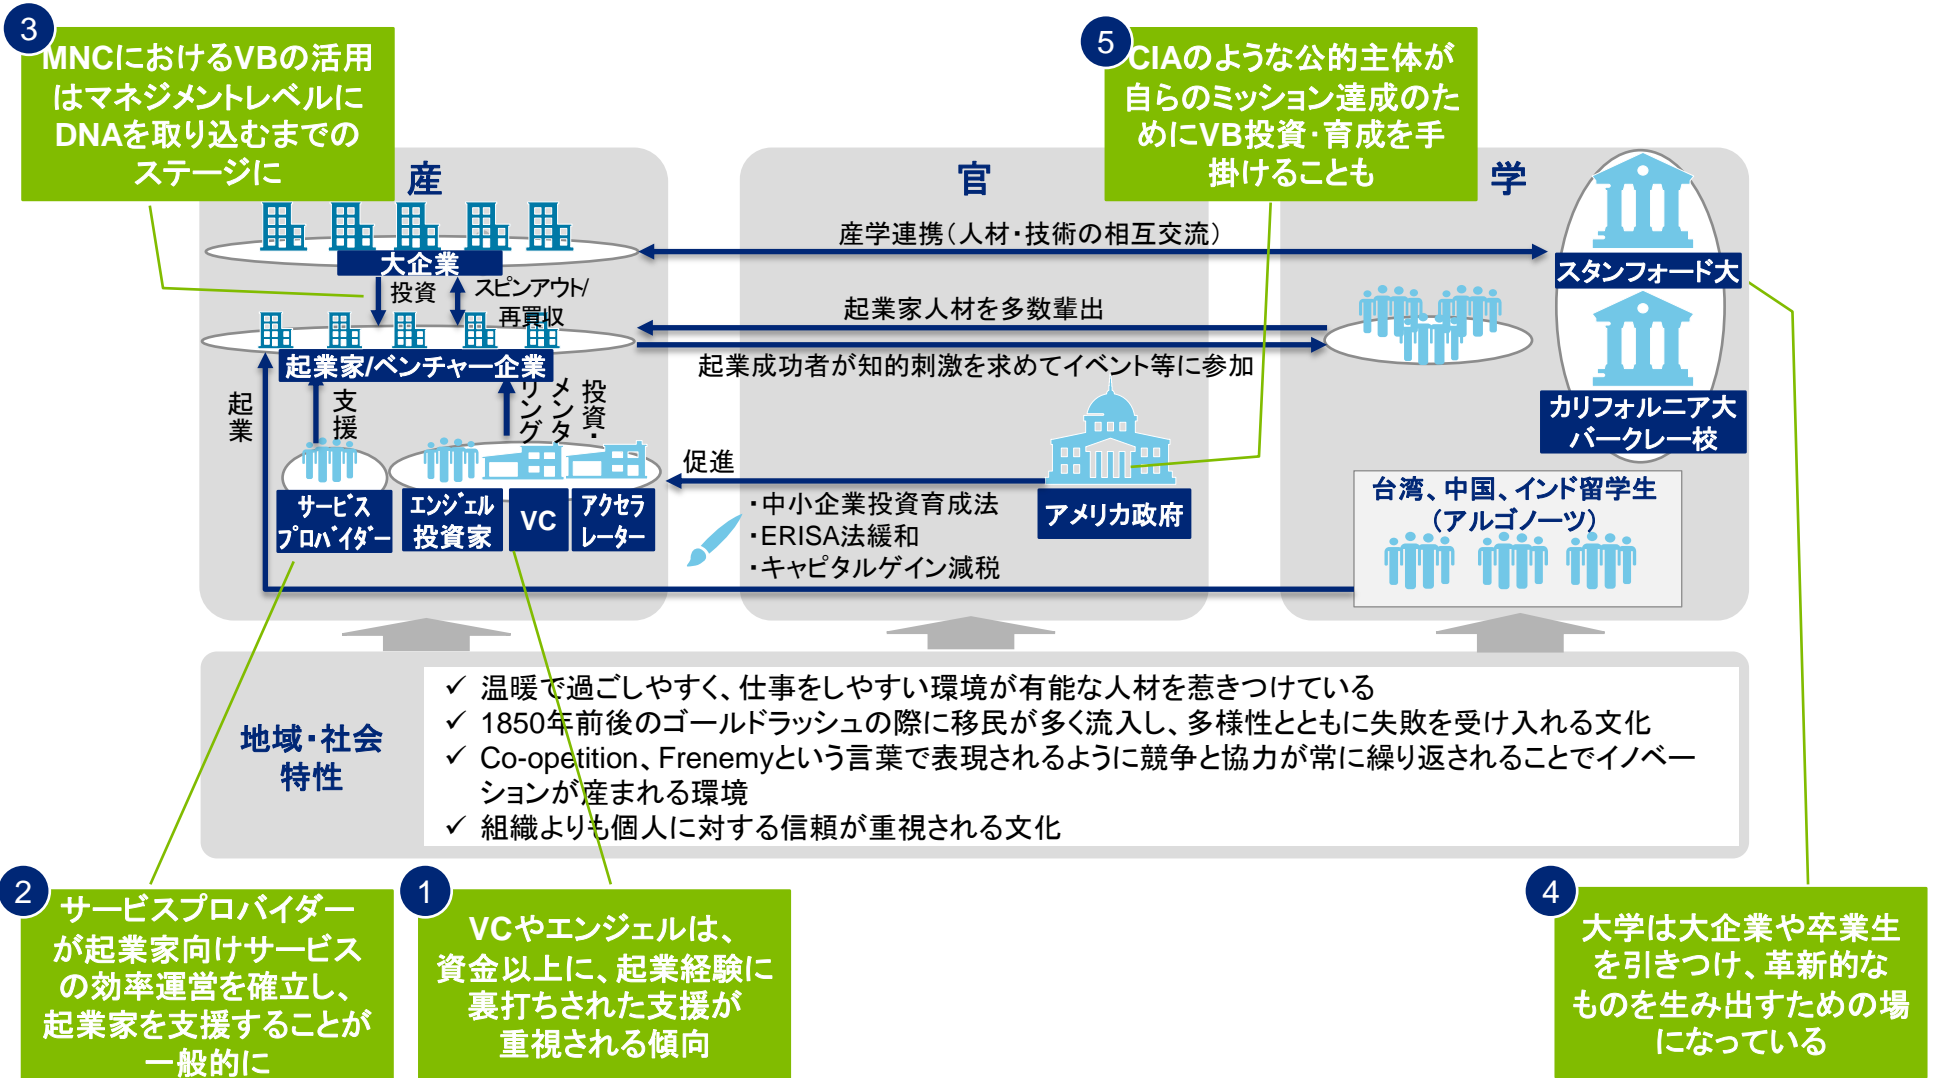 3
MNCにおけるVBの活用
はマネジメントレベルに
DNAを取り込むまでの
ステージに
5
CIAのような公的主体が
自らのミッション達成のた
めにVB投資・育成を手
掛けることも
産
官
学
産学連携（人材・技術の相互交流）
大企業
投資
スピンアウト/
再買収
スタンフォード大
起業家人材を多数輩出
起業家/ベンチャー企業
起業成功者が知的刺激を求めてイベント等に参加
カリフォルニア大
バークレー校
起業
支援
投資・
メンタ
リング
サービス
プロバイダー
エンジェル
投資家
VC
アクセラ
レーター
促進
・中小企業投資育成法
・ERISA法緩和
・キャピタルゲイン減税
アメリカ政府
台湾、中国、インド留学生
（アルゴノーツ）
地域・社会
特性
✓ 温暖で過ごしやすく、仕事をしやすい環境が有能な人材を惹きつけている
✓ 1850年前後のゴールドラッシュの際に移民が多く流入し、多様性とともに失敗を受け入れる文化
✓ Co-opetition、Frenemyという言葉で表現されるように競争と協力が常に繰り返されることでイノベー
ションが産まれる環境
✓ 組織よりも個人に対する信頼が重視される文化
2
サービスプロバイダー
が起業家向けサービス
の効率運営を確立し、
起業家を支援することが
一般的に
1
VCやエンジェルは、
資金以上に、起業経験に
裏打ちされた支援が
重視される傾向
4
大学は大企業や卒業生
を引きつけ、革新的な
ものを生み出すための場
になっている